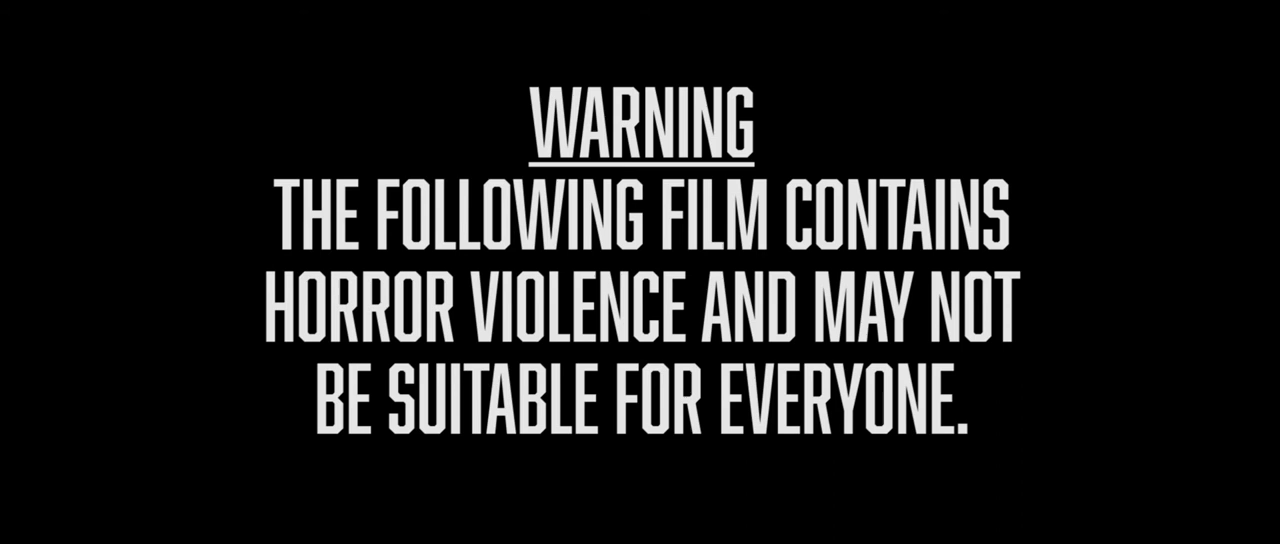 WARNING
THE FOLLOWING FILM CONTAINS
HORROR VIOLENCE AND MAY NOT
BE SUITABLE FOR EVERYONE.